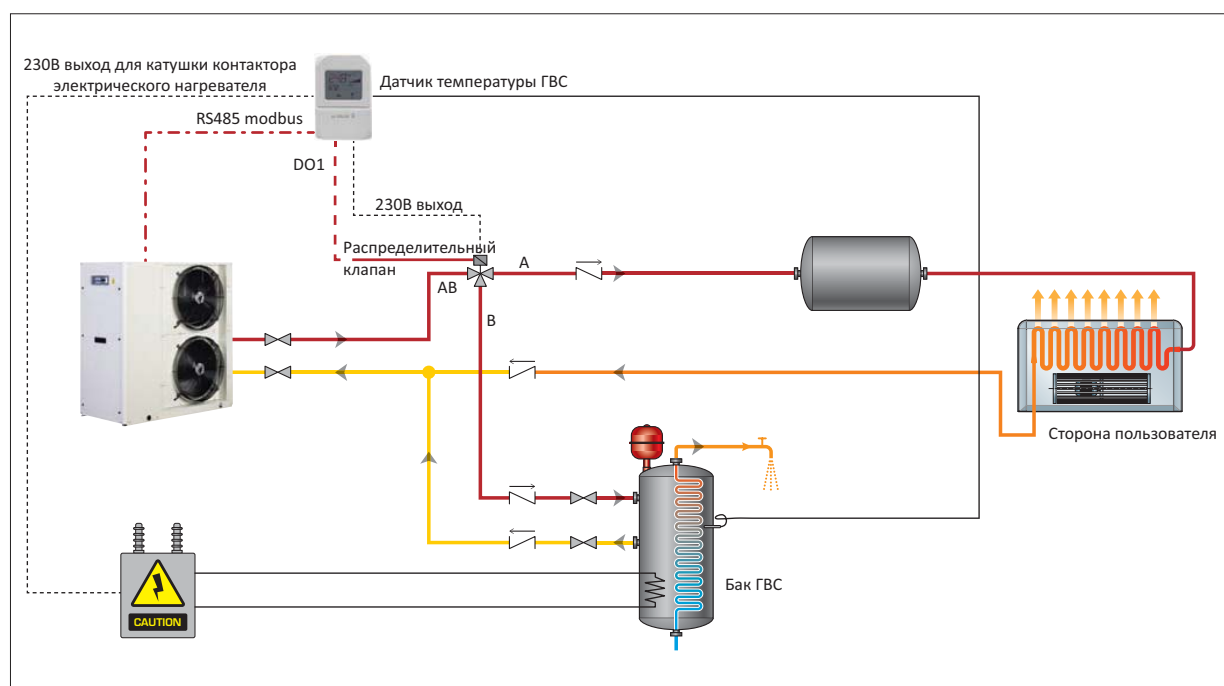 230В выход для катушки контактора
электрического нагревателя
Датчик температуры ГВС
RS485 modbus
DO1
230В выход
Распределительный
клапан
A
AB
B
Сторона пользователя
Бак ГВС
CAUTION